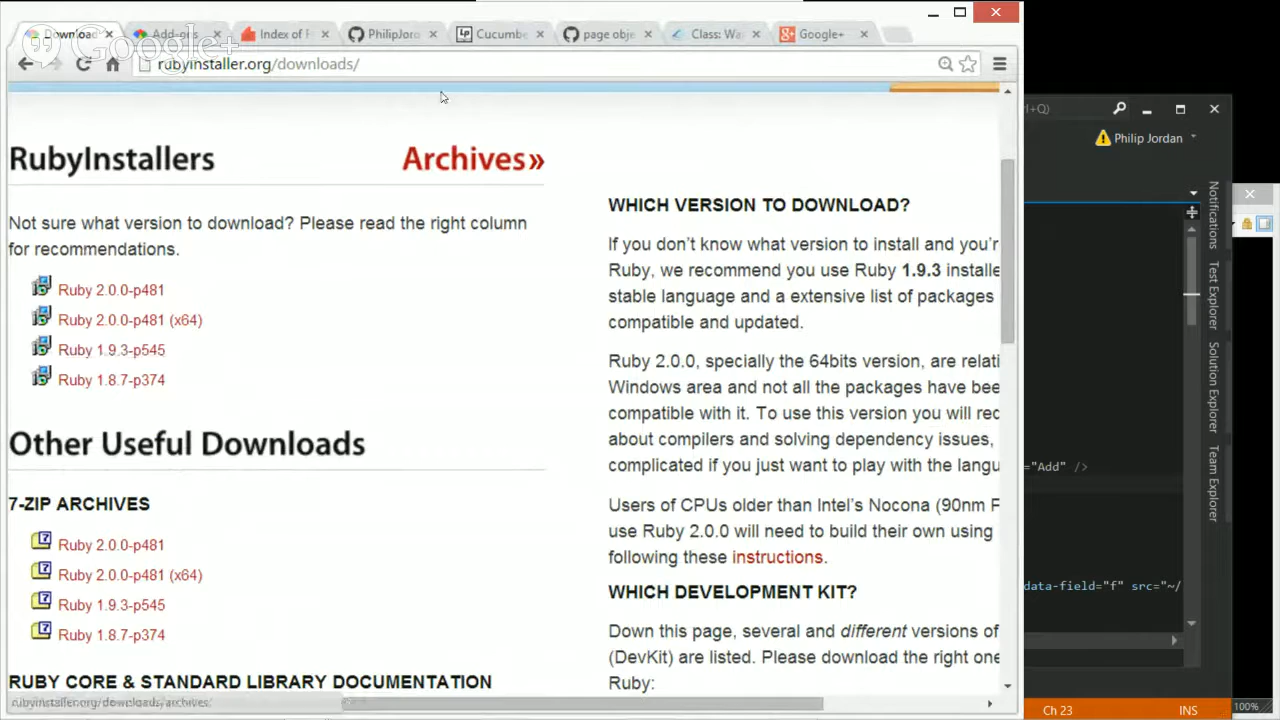 Download
Add-ons
Index of
PhilipJord
Cucumbe
page obje
Class: Wa
Google+
Google+
rubyinstaller.org/downloads/
RubyInstallers
Archives»
Not sure what version to download? Please read the right column
for recommendations.
Ruby 2.0.0-p481
Ruby 2.0.0-p481 (x64)
Ruby 1.9.3-p545
Ruby 1.8.7-p374
Other Useful Downloads
7-ZIP ARCHIVES
Ruby 2.0.0-p481
Ruby 2.0.0-p481 (x64)
Ruby 1.9.3-p545
Ruby 1.8.7-p374
RUBY CORE & STANDARD LIBRARY DOCUMENTATION
rubyinstaller.org/downloads/archives
WHICH VERSION TO DOWNLOAD?
If you don't know what version to install and you'r
Ruby, we recommend you use Ruby 1.9.3 installe
stable language and a extensive list of packages
compatible and updated.
Ruby 2.0.0, specially the 64bits version, are relati
Windows area and not all the packages have bee
compatible with it. To use this version you will req
about compilers and solving dependency issues,
complicated if you just want to play with the langu
Users of CPUs older than Intel's Nocona (90nm P
use Ruby 2.0.0 will need to build their own using
following these instructions.
WHICH DEVELOPMENT KIT?
Down this page, several and different versions of
(DevKit) are listed. Please download the right one
Ruby:
rl+Q)
Philip Jordan
="Add" />
data-field="f" src="~/
Notifications
Test Explorer
Solution Explorer
Team Explorer
Ch 23
INS
100%